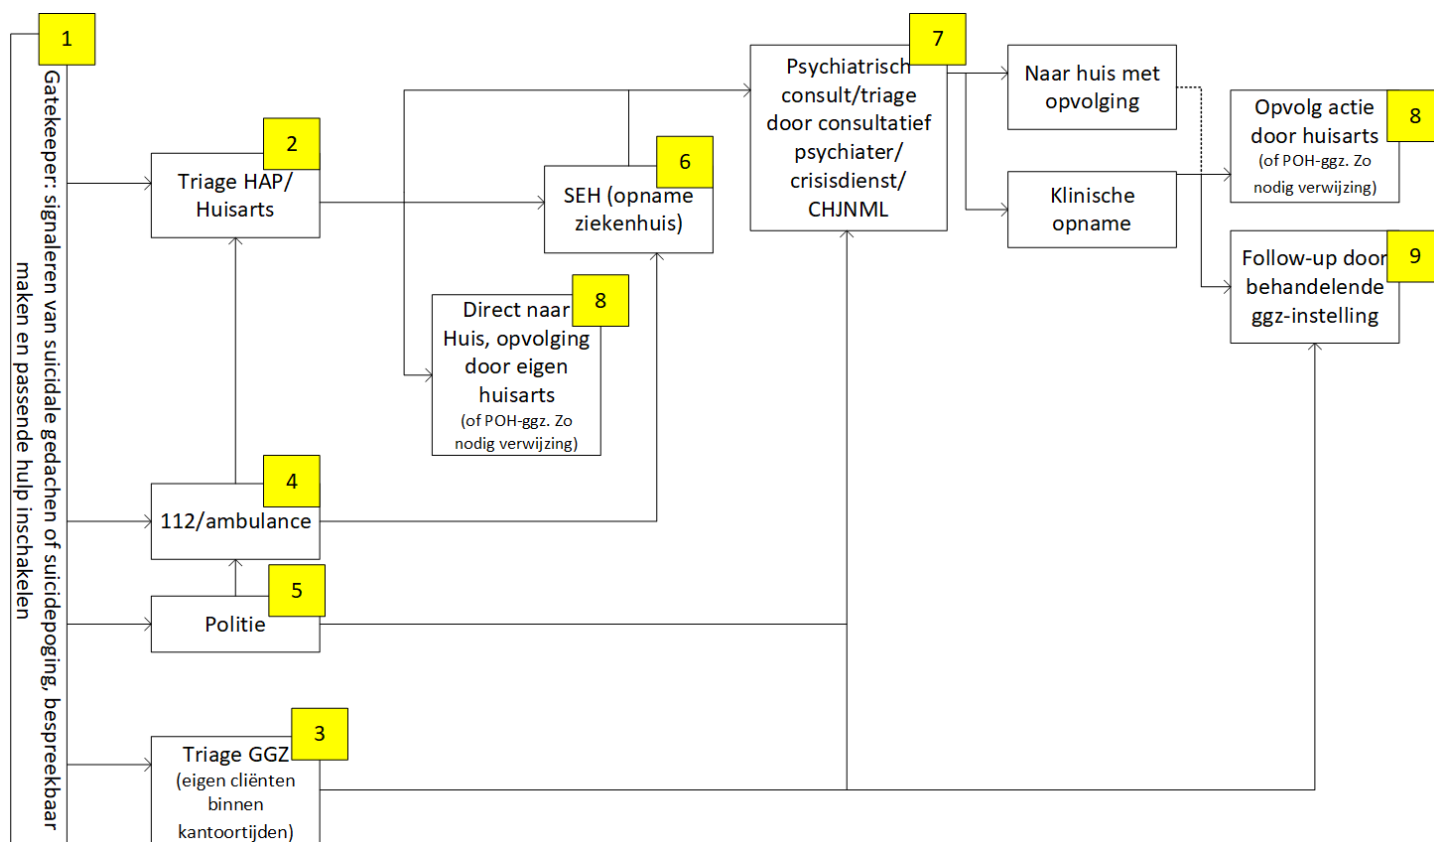 1
Gatekeeper: signaleren van suicidale gedachen of suicidepoging, bespreekbaar
maken en passende hulp inschakelen
2
Triage HAP/
Huisarts
4
112/ambulance
5
Politie
3
Triage GGZ
(eigen cliënten
binnen
kantoortijden)
6
SEH (opname
ziekenhuis)
8
Direct naar
Huis, opvolging
door eigen
huisarts
(of POH-ggz. Zo
nodig verwijzing)
7
Psychiatrisch
consult/triage
door consultatief
psychiater/
crisisdienst/
CHJNML
Naar huis met
opvolging
Klinische
opname
8
Opvolg actie
door huisarts
(of POH-ggz. Zo
nodig verwijzing)
9
Follow-up door
behandelende
ggz-instelling